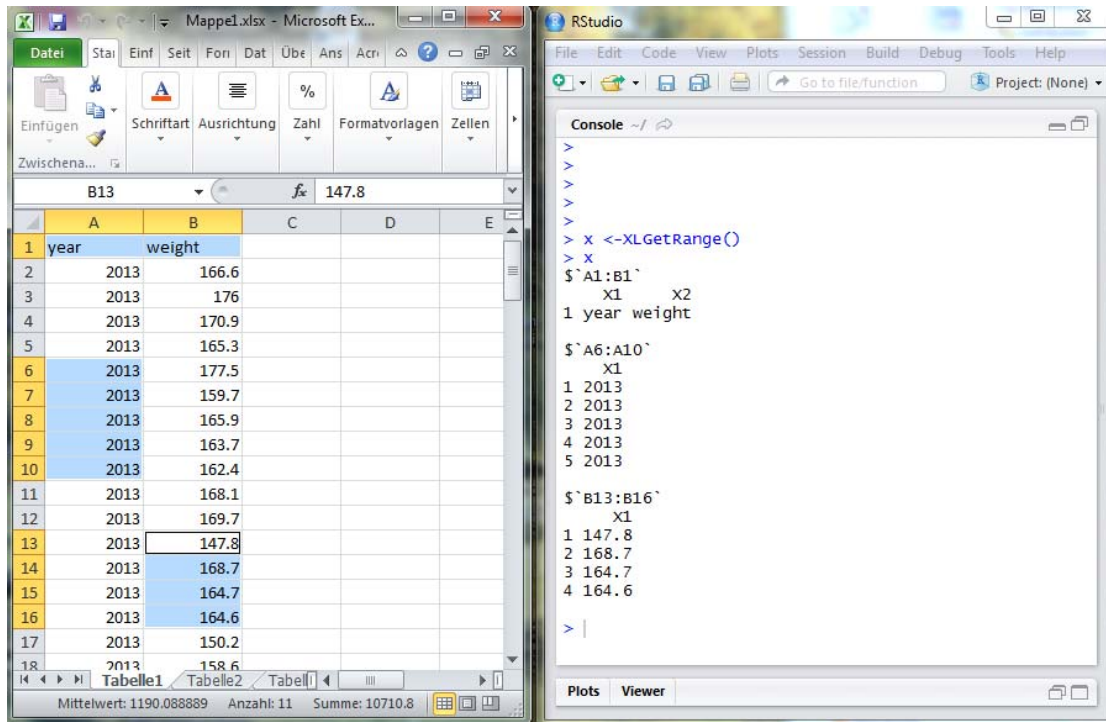 Mappe1.xlsx - Microsoft Ex...
Datei Star Einf Seit Forı Dat Übe Ans Acrı
Einfügen
Schriftart Ausrichtung Zahl Formatvorlagen Zellen
Zwischena...
B13 fx 147.8
A B C D E
1 year weight
2 2013 166.6
3 2013 176
4 2013 170.9
5 2013 165.3
6 2013 177.5
7 2013 159.7
8 2013 165.9
9 2013 163.7
10 2013 162.4
11 2013 168.1
12 2013 169.7
13 2013 147.8
14 2013 168.7
15 2013 164.7
16 2013 164.6
17 2013 150.2
18 2013 158.6
Tabelle1 Tabelle2 Tabell
Mittelwert: 1190.088889 Anzahl: 11 Summe: 10710.8
RStudio
File Edit Code View Plots Session Build Debug Tools Help
Go to file/function Project: (None)
Console ~/
>
>
>
>
>
> x <-XLGetRange()
> x
$`A1:B1`
X1 X2
1 year weight
$`A6:A10`
X1
1 2013
2 2013
3 2013
4 2013
5 2013
$`B13:B16`
X1
1 147.8
2 168.7
3 164.7
4 164.6
>
Plots Viewer